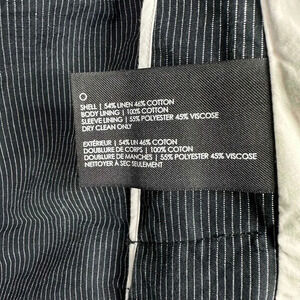 SHELL | 54% LINEN 46% COTTON
BODY LINING | 100% COTTON
SLEEVE LINING | 55% POLYESTER 45% VISCOSE
DRY CLEAN ONLY
EXTÉRIEUR | 54% LIN 46% COTON
DOUBLURE DE CORPS | 100% COTON
DOUBLURE DE MANCHES | 55% POLYESTER 45% VISCOSE
NETTOYER À SEC SEULEMENT